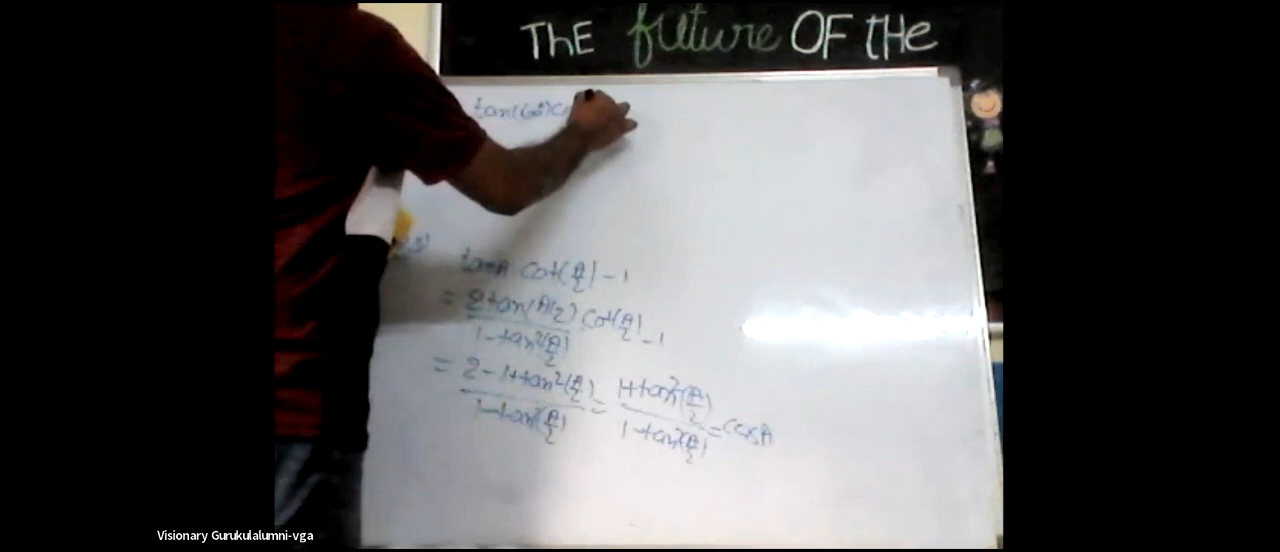 THE future OF tHe
tan(60°)
tanA cot(A/2) - 1
= 2tan(A/2) cot(A/2) - 1
1 - tan²(A/2)
= 2 - 1 + tan²(A/2) = 1 + tan²(A/2) = CosA
1 - tan²(A/2) 1 - tan²(A/2)
Visionary Gurukulalumni-vga